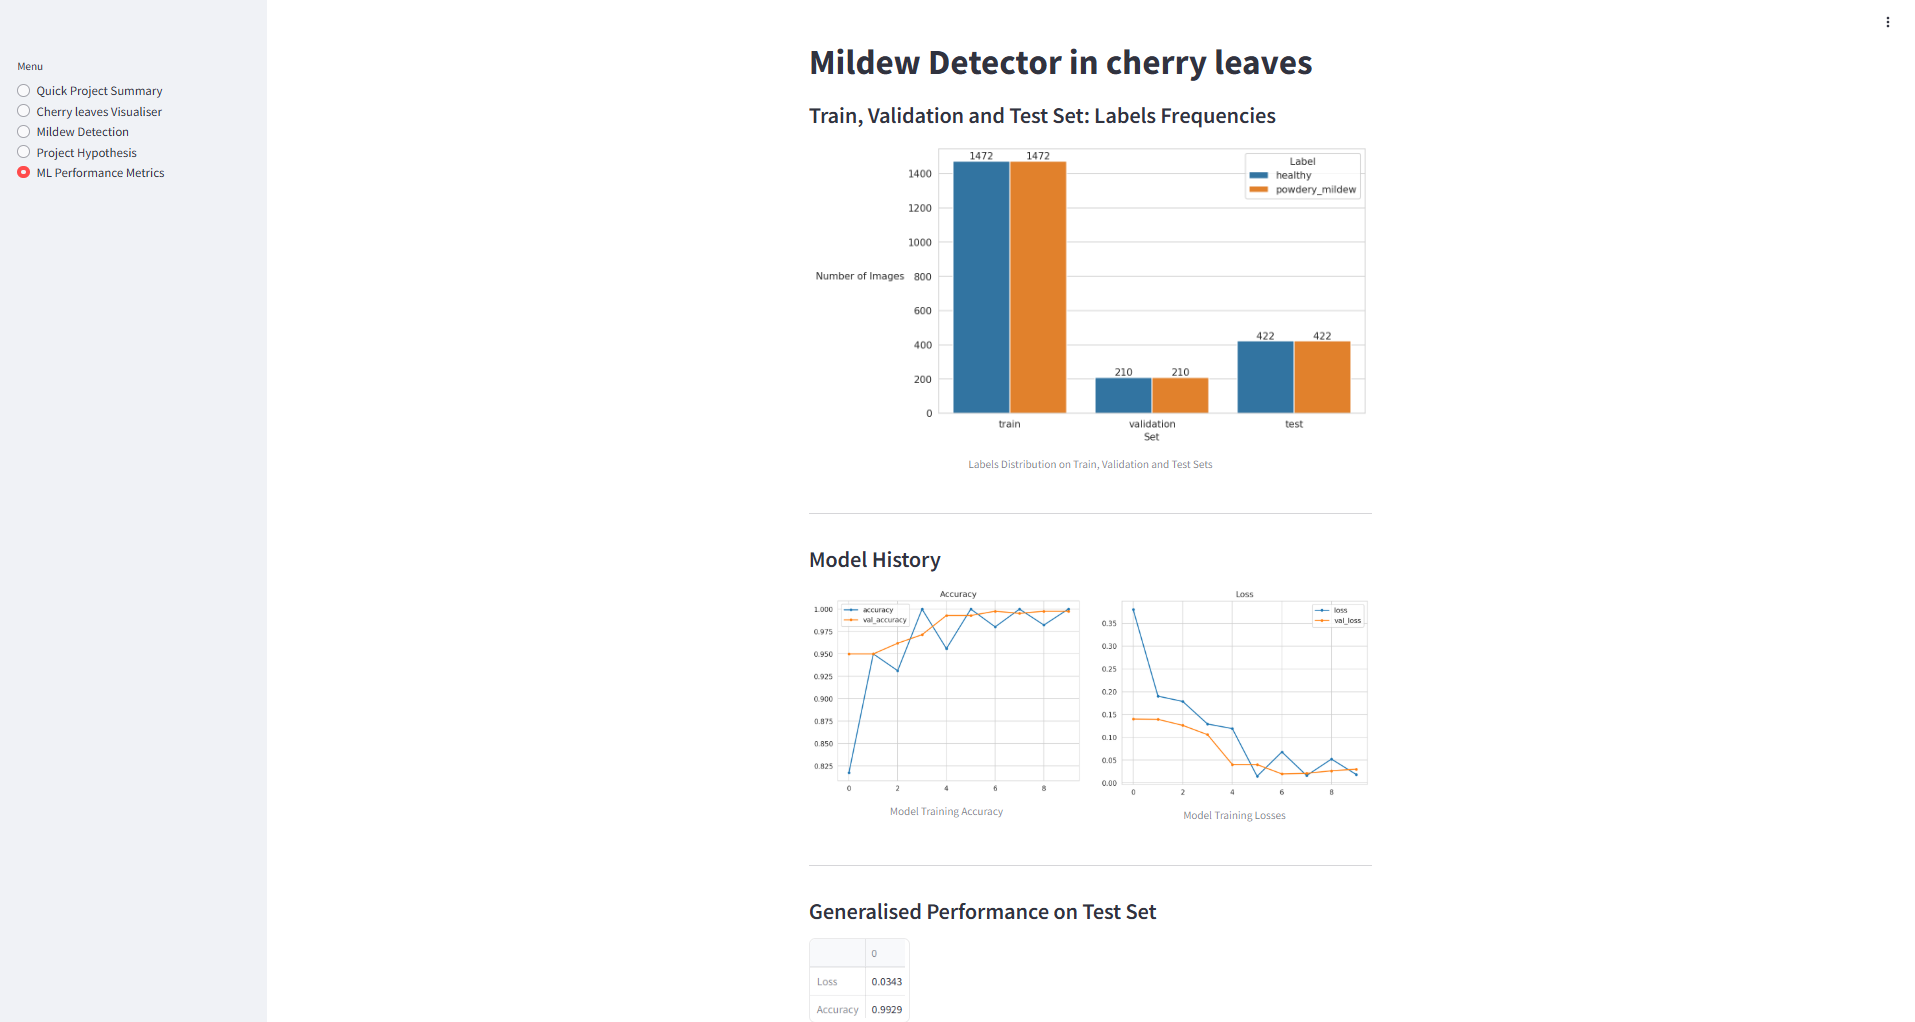 Menu
Quick Project Summary
Cherry leaves Visualiser
Mildew Detection
Project Hypothesis
ML Performance Metrics
Mildew Detector in cherry leaves
Train, Validation and Test Set: Labels Frequencies
1472 1472
Label
healthy
powdery_mildew
1400
1200
1000
Number of Images 800
600
422 422
400
210 210
200
0
train validation test
Set
Labels Distribution on Train, Validation and Test Sets
Model History
Accuracy
accuracy
val_accuracy
1.000
0.975
0.950
0.925
0.900
0.875
0.850
0.825
0 2 4 6 8
Model Training Accuracy
Loss
loss
val_loss
0.35
0.30
0.25
0.20
0.15
0.10
0.05
0.00
0 2 4 6 8
Model Training Losses
Generalised Performance on Test Set
0
Loss 0.0343
Accuracy 0.9929